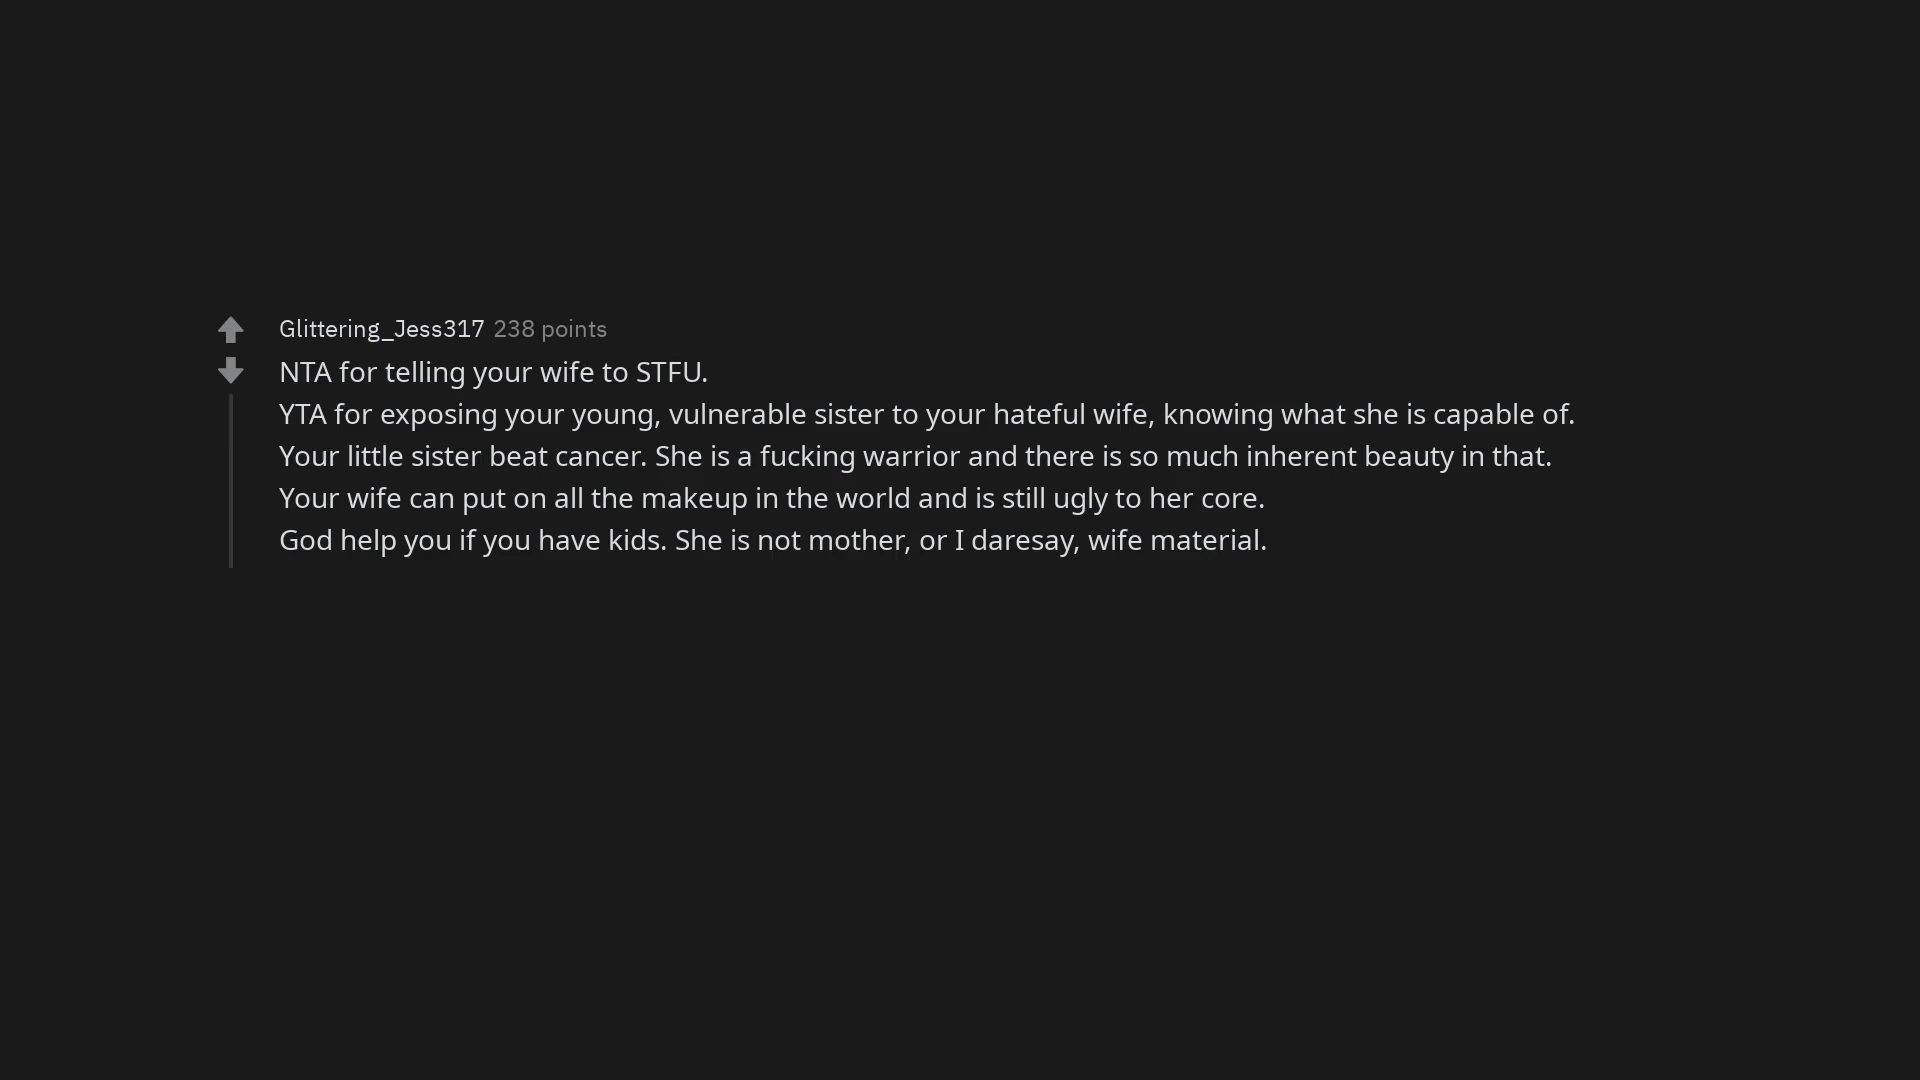 Glittering_Jess317 238 points
NTA for telling your wife to STFU.
YTA for exposing your young, vulnerable sister to your hateful wife, knowing what she is capable of.
Your little sister beat cancer. She is a fucking warrior and there is so much inherent beauty in that.
Your wife can put on all the makeup in the world and is still ugly to her core.
God help you if you have kids. She is not mother, or I daresay, wife material.